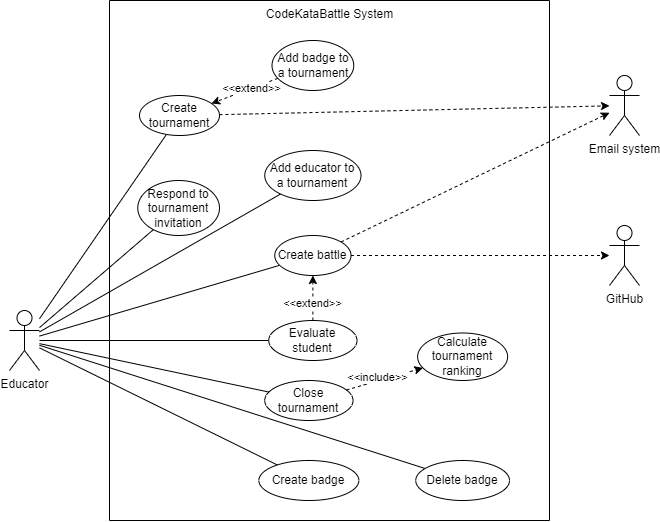 CodeKataBattle System
Add badge to
a tournament
<<extend>>
Create
tournament
Email system
Add educator to
a tournament
Respond to
tournament
invitation
Create battle
GitHub
<<extend>>
Evaluate
student
Calculate
tournament
ranking
Educator
<<include>>
Close
tournament
Create badge
Delete badge